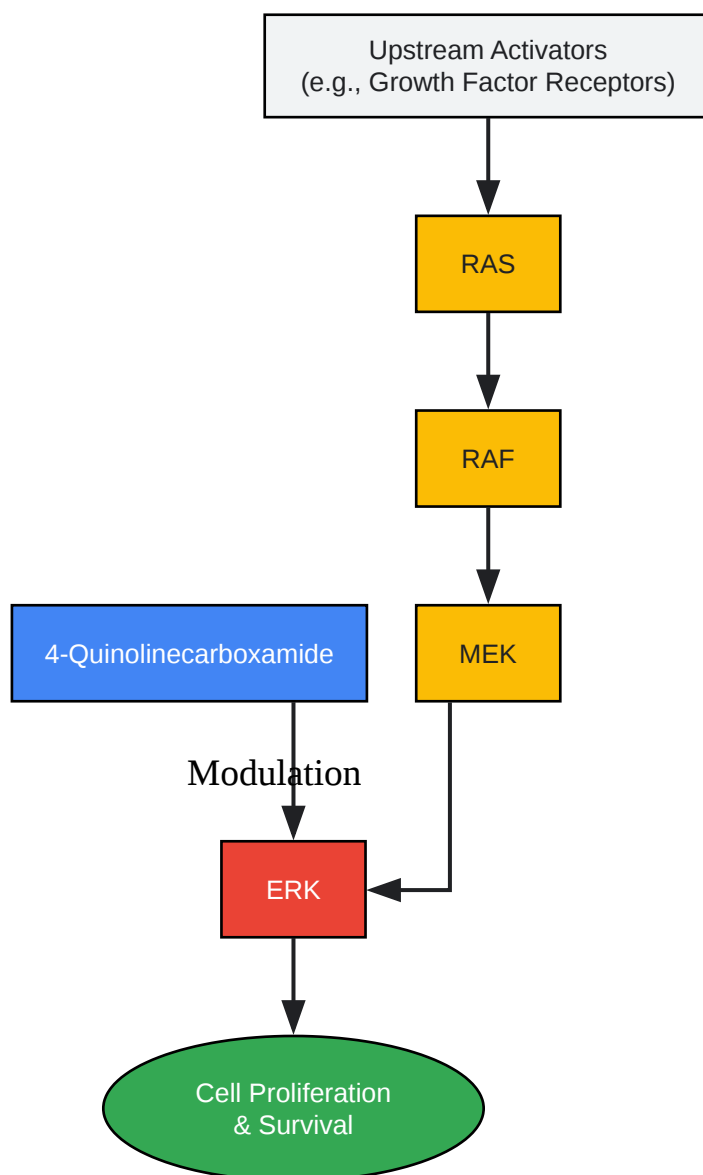 Upstream Activators
(e.g., Growth Factor Receptors)
RAS
RAF
4-Quinolinecarboxamide
MEK
Modulation
ERK
Cell Proliferation
& Survival